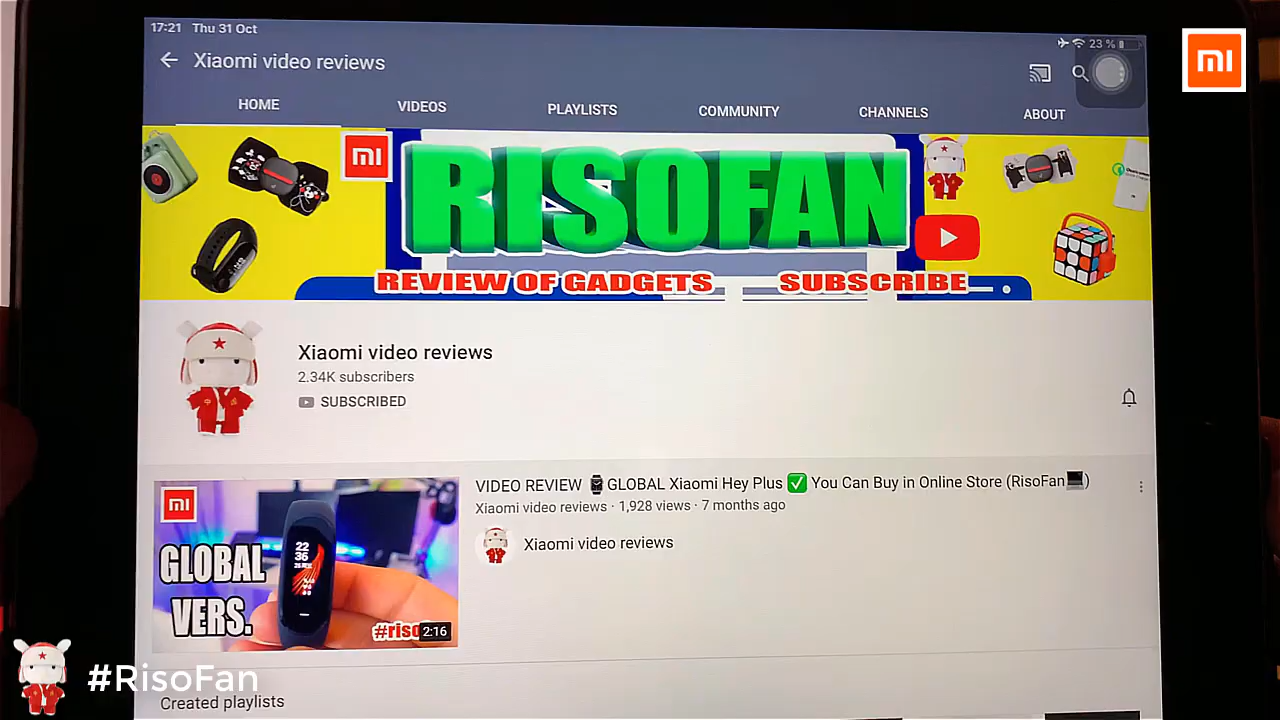 17:21 Thu 31 Oct
23 %
Xiaomi video reviews
mi
HOME VIDEOS PLAYLISTS COMMUNITY CHANNELS ABOUT
mi
RISOFAN
REVIEW OF GADGETS SUBSCRIBE
Xiaomi video reviews
2.34K subscribers
SUBSCRIBED
VIDEO REVIEW ⌚GLOBAL Xiaomi Hey Plus ✅ You Can Buy in Online Store (RisoFan💻)
Xiaomi video reviews · 1,928 views · 7 months ago
Xiaomi video reviews
mi
GLOBAL
VERS.
22
36
#riso
2:16
#RisoFan
Created playlists